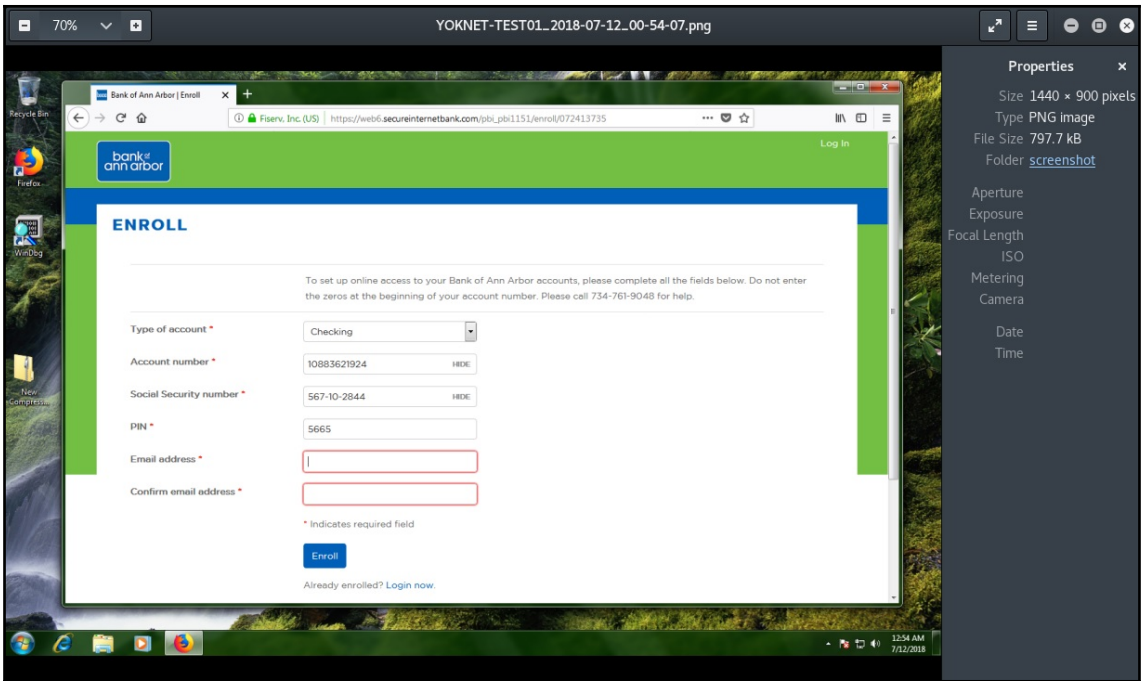 70%
YOKNET-TEST01_2018-07-12_00-54-07.png
Properties
Size 1440 × 900 pixels
Type PNG image
File Size 797.7 kB
Folder screenshot
Aperture
Exposure
Focal Length
ISO
Metering
Camera
Date
Time
Recycle Bin
Firefox
WinDbg
New
Compress...
Bank of Ann Arbor | Enroll
Fiserv, Inc. (US) https://web6.secureinternetbank.com/pbi_pbi1151/enroll/072413735
bank of
ann arbor
Log In
ENROLL
To set up online access to your Bank of Ann Arbor accounts, please complete all the fields below. Do not enter
the zeros at the beginning of your account number. Please call 734-761-9048 for help.
Type of account * Checking
Account number * 10883621924 HIDE
Social Security number * 567-10-2844 HIDE
PIN * 5665
Email address *
Confirm email address *
* Indicates required field
Enroll
Already enrolled? Login now.
12:54 AM
7/12/2018